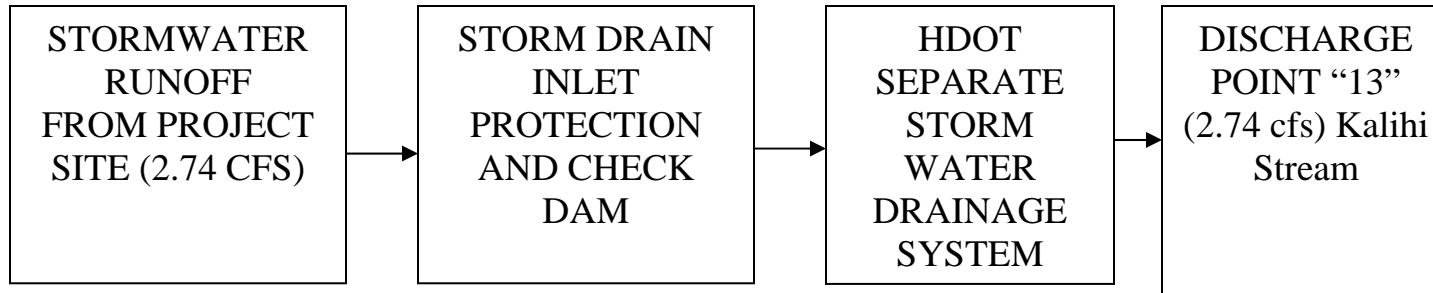 STORMWATER
RUNOFF
FROM PROJECT
SITE (2.74 CFS)
STORM DRAIN
INLET
PROTECTION
AND CHECK
DAM
HDOT
SEPARATE
STORM
WATER
DRAINAGE
SYSTEM
DISCHARGE
POINT “13”
(2.74 cfs) Kalihi
Stream